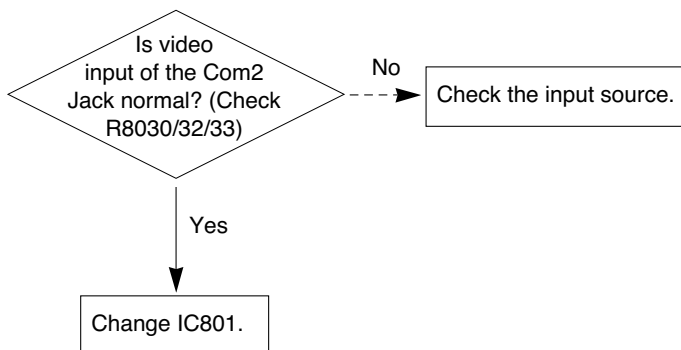 Is video
input of the Com2
Jack normal? (Check
R8030/32/33)
No
Check the input source.
Yes
Change IC801.